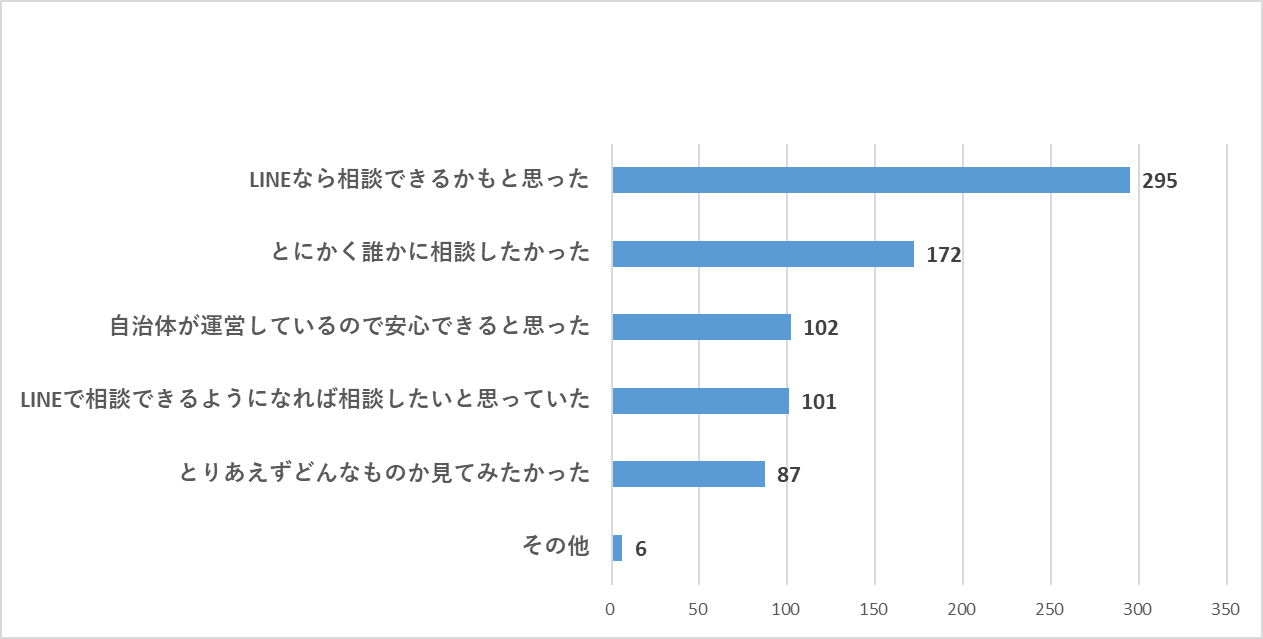 LINEなら相談できるかもと思った 295
とにかく誰かに相談したかった 172
自治体が運営しているので安心できると思った 102
LINEで相談できるようになれば相談したいと思っていた 101
とりあえずどんなものか見てみたかった 87
その他 6
0 50 100 150 200 250 300 350